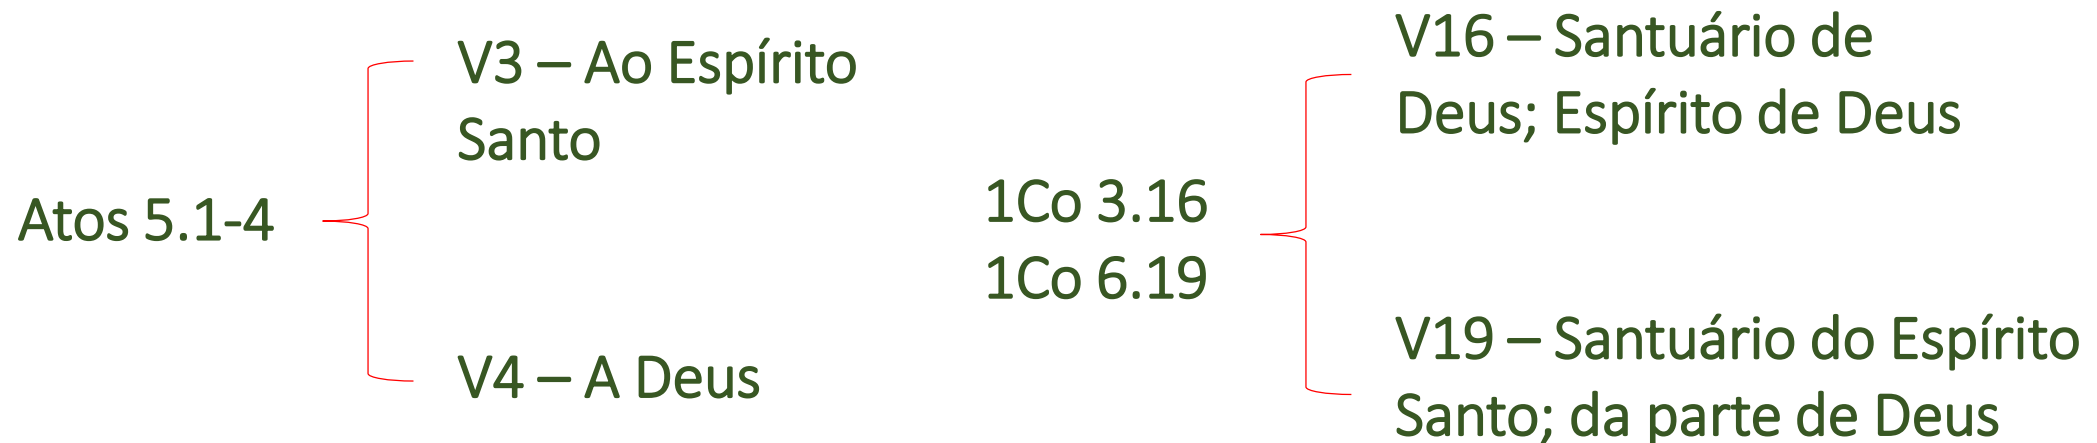 Atos 5.1-4
V3 – Ao Espírito
Santo
V4 – A Deus
1Co 3.16
1Co 6.19
V16 – Santuário de
Deus; Espírito de Deus
V19 – Santuário do Espírito
Santo; da parte de Deus